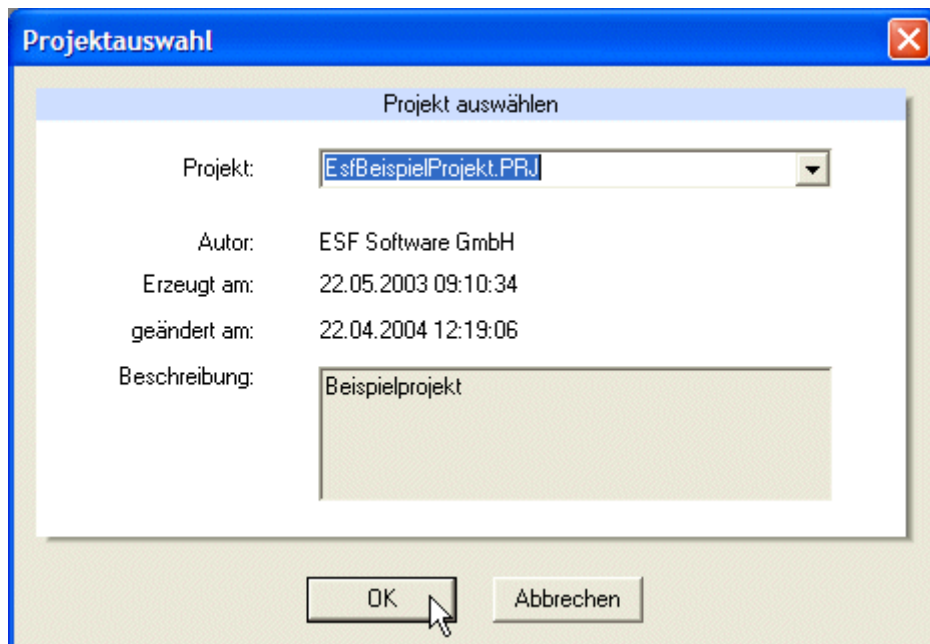 Projektauswahl
Projekt auswählen
Projekt: EsfBeispielProjekt.PRJ
Autor: ESF Software GmbH
Erzeugt am: 22.05.2003 09:10:34
geändert am: 22.04.2004 12:19:06
Beschreibung: Beispielprojekt
OK Abbrechen